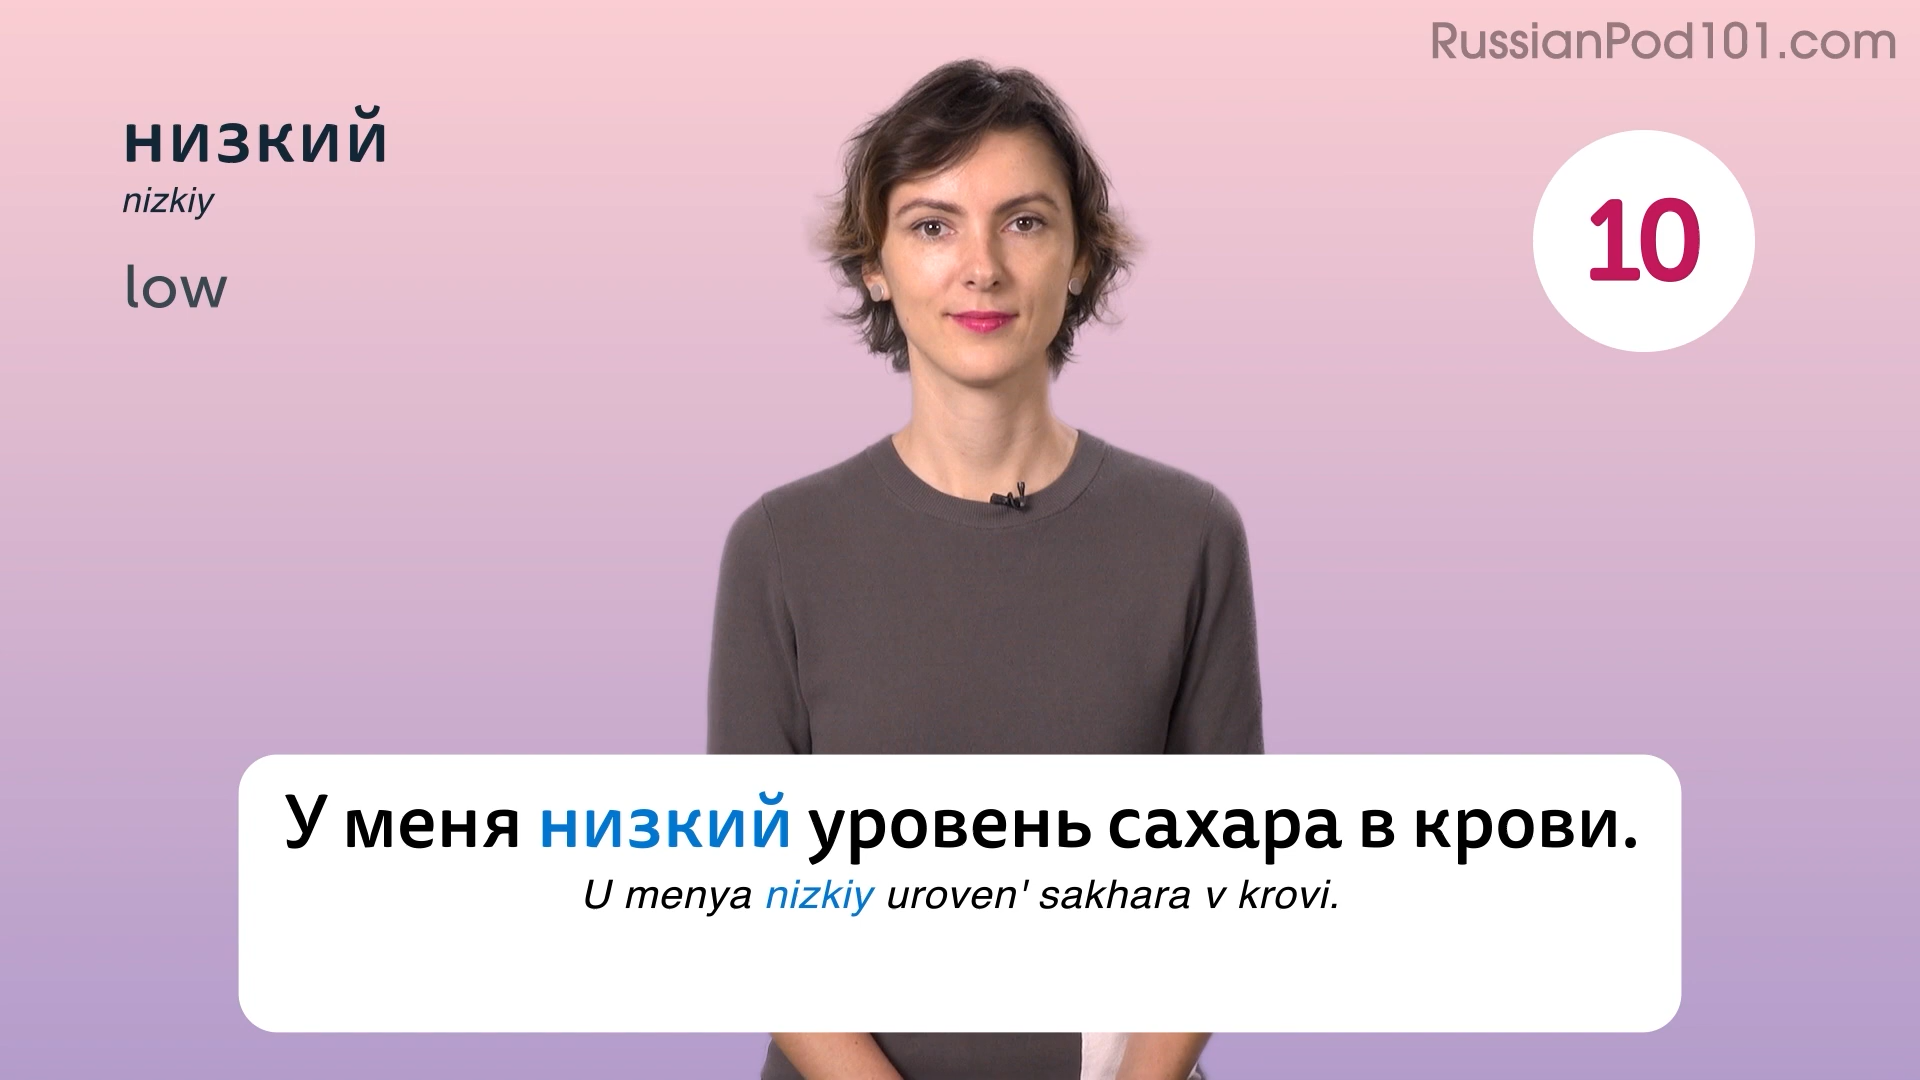 RussianPod101.com
низкий
nizkiy
low
10
У меня низкий уровень сахара в крови.
U menya nizkiy uroven' sakhara v krovi.